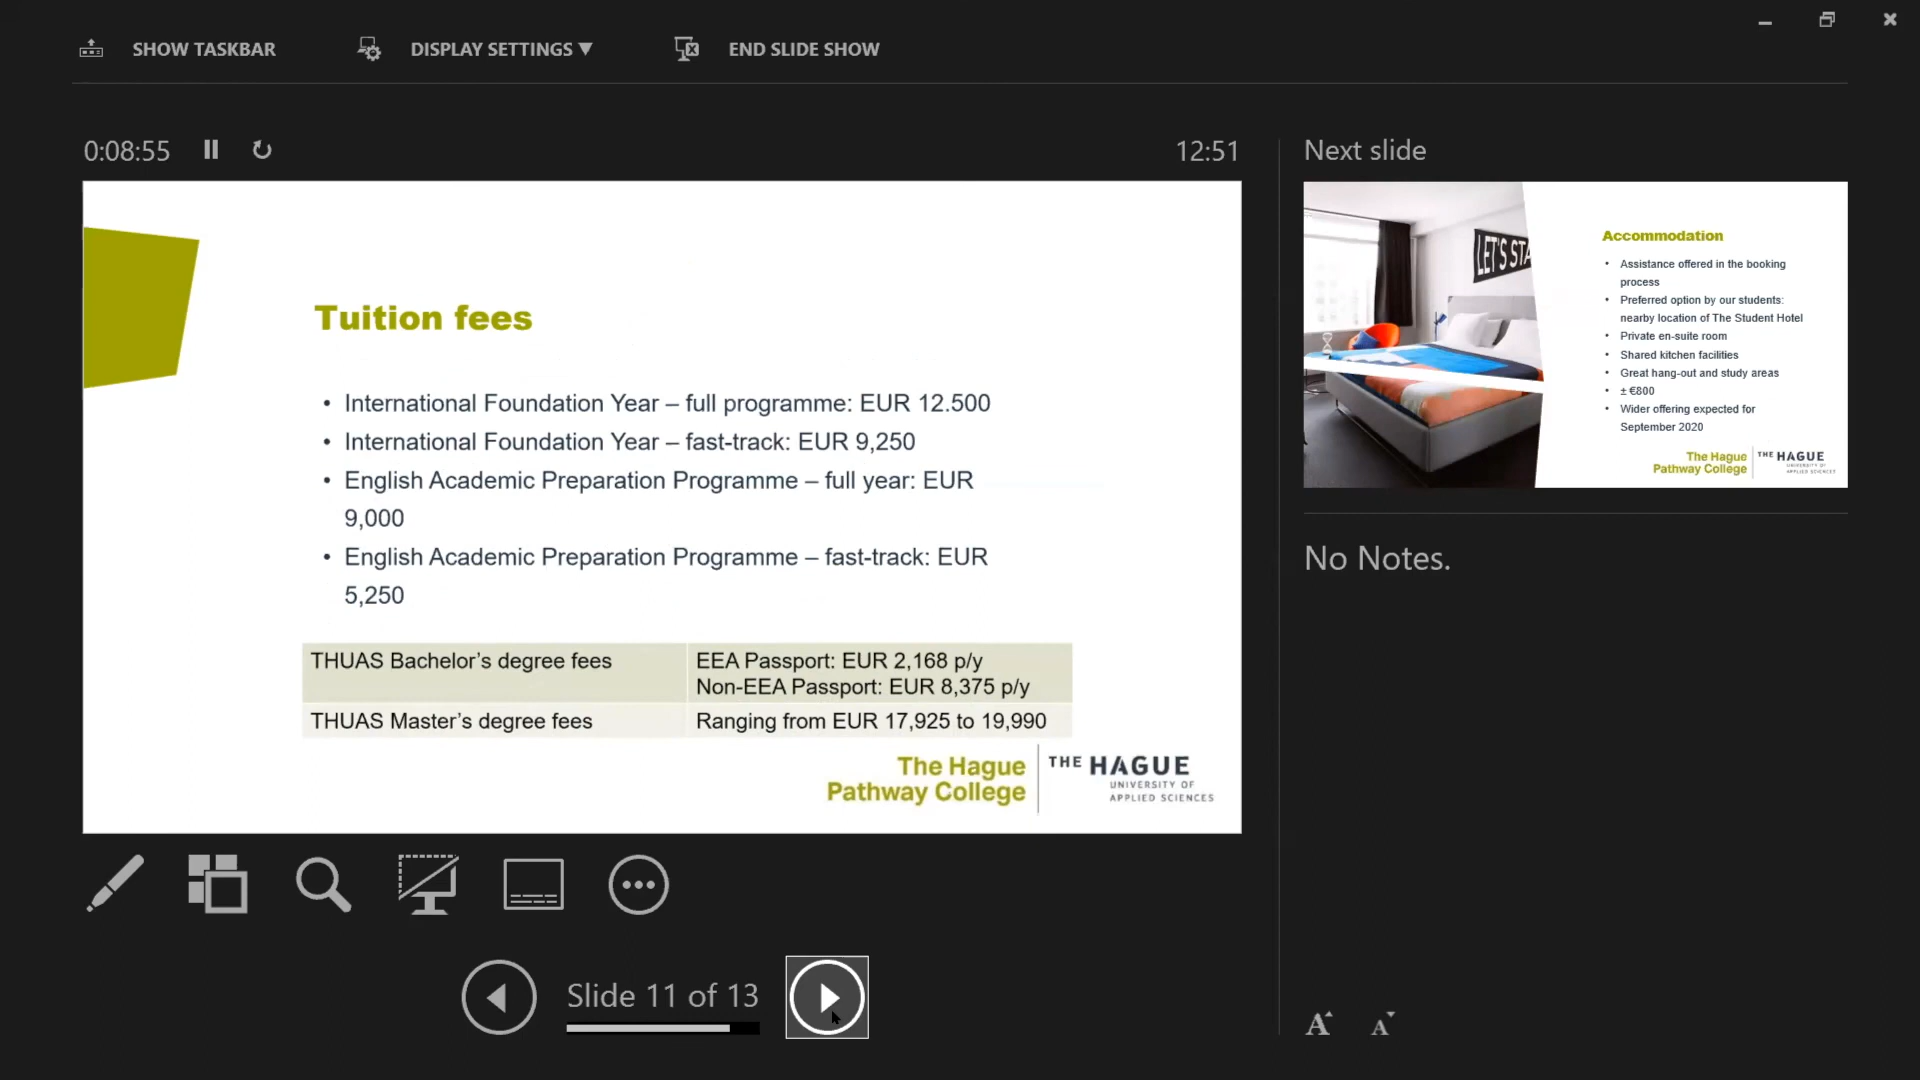 SHOW TASKBAR
DISPLAY SETTINGS ▼
END SLIDE SHOW
0:08:55
12:51
Tuition fees
• International Foundation Year – full programme: EUR 12.500
• International Foundation Year – fast-track: EUR 9,250
• English Academic Preparation Programme – full year: EUR
9,000
• English Academic Preparation Programme – fast-track: EUR
5,250
THUAS Bachelor's degree fees
EEA Passport: EUR 2,168 p/y
Non-EEA Passport: EUR 8,375 p/y
THUAS Master's degree fees
Ranging from EUR 17,925 to 19,990
The Hague
Pathway College
THE HAGUE
UNIVERSITY OF
APPLIED SCIENCES
Slide 11 of 13
Next slide
LET'S STA
Accommodation
• Assistance offered in the booking
process
• Preferred option by our students:
nearby location of The Student Hotel
• Private en-suite room
• Shared kitchen facilities
• Great hang-out and study areas
• ± €800
• Wider offering expected for
September 2020
The Hague
Pathway College
THE HAGUE
UNIVERSITY OF
APPLIED SCIENCES
No Notes.
A A